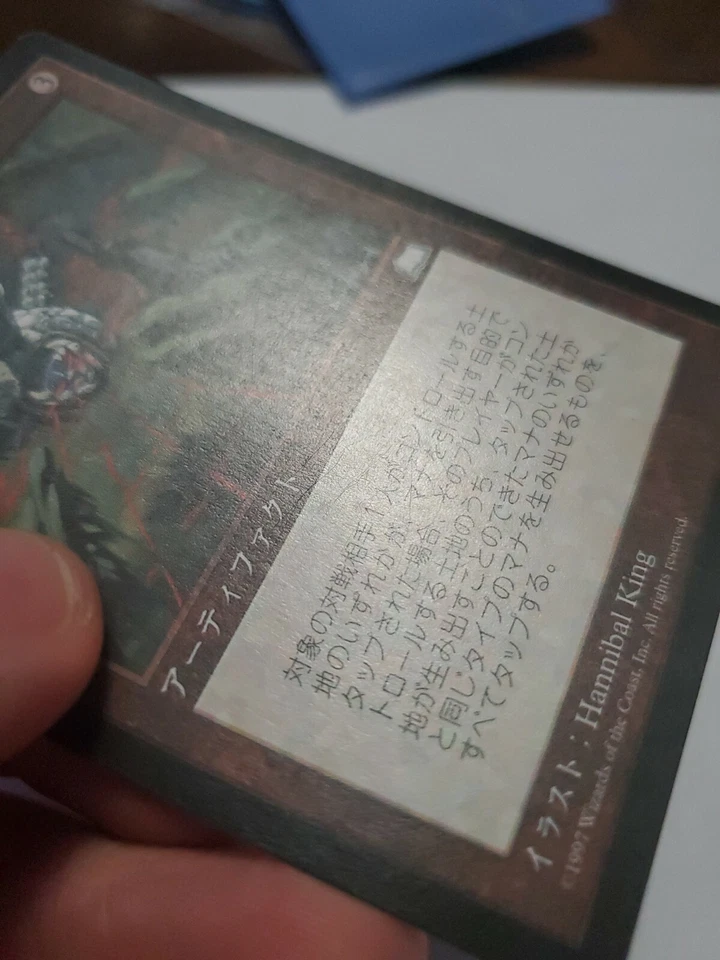 3
アーティファクト
対象の対戦相手1人がコントロールする土
地のいずれかが、マナを引き出す目的で
タップされた場合、そのプレイヤーがコン
トロールする土地のうち、タップされた土
地が生み出すことのできたマナのいずれか
と同じタイプのマナを生み出せるものを、
すべてタップする。
イラスト:Hannibal King
©1997 Wizards of the Coast, Inc. All rights reserved.